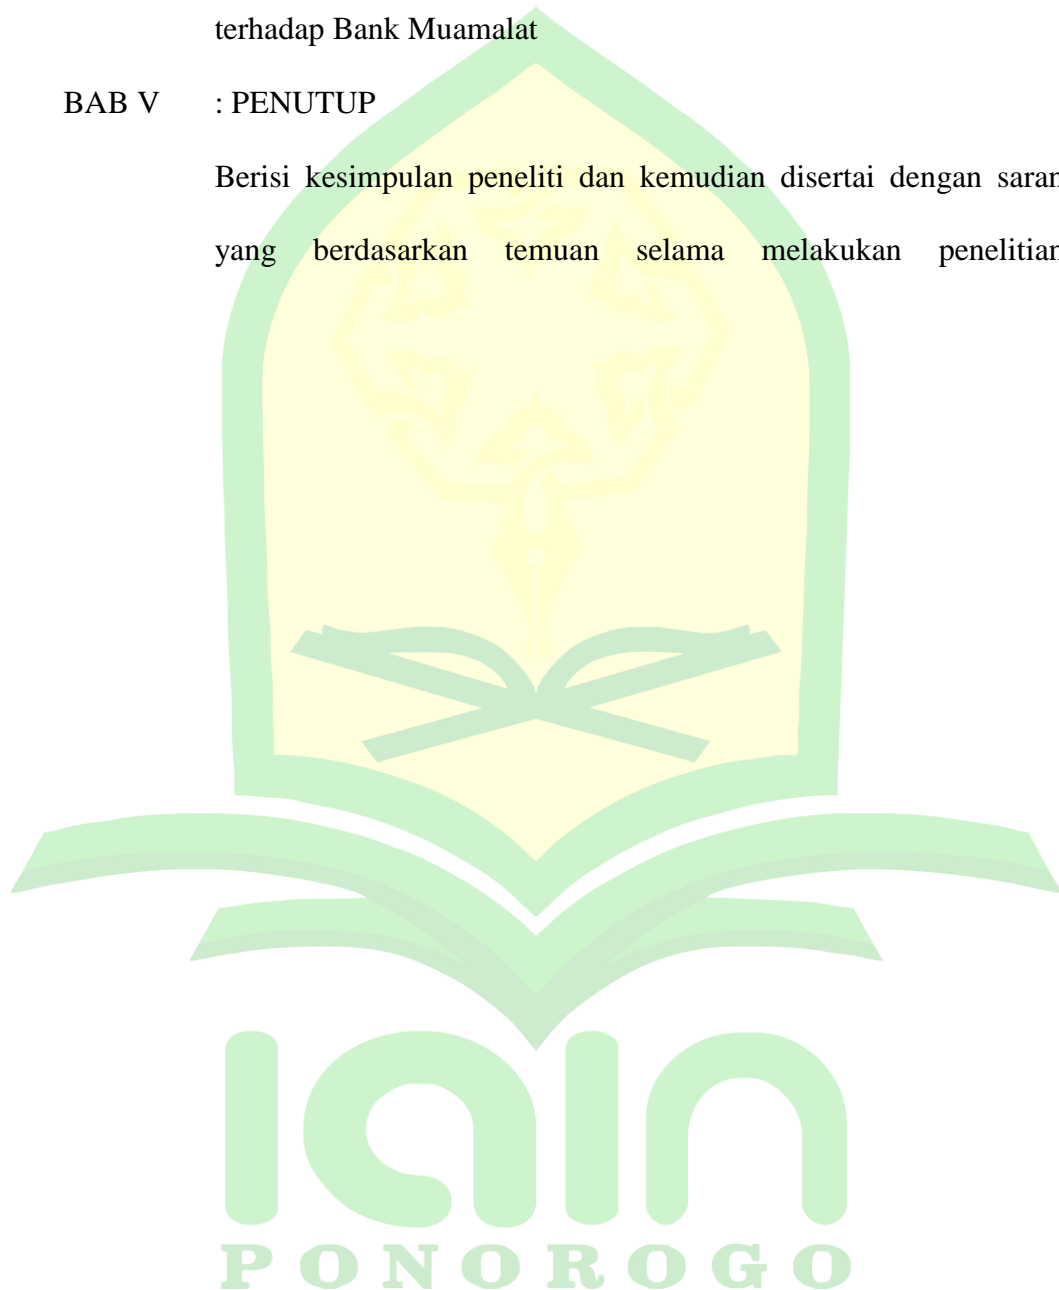 terhadap Bank Muamalat
BAB V : PENUTUP
Berisi kesimpulan peneliti dan kemudian disertai dengan saran
yang berdasarkan temuan selama melakukan penelitian
iain
PONOROGO